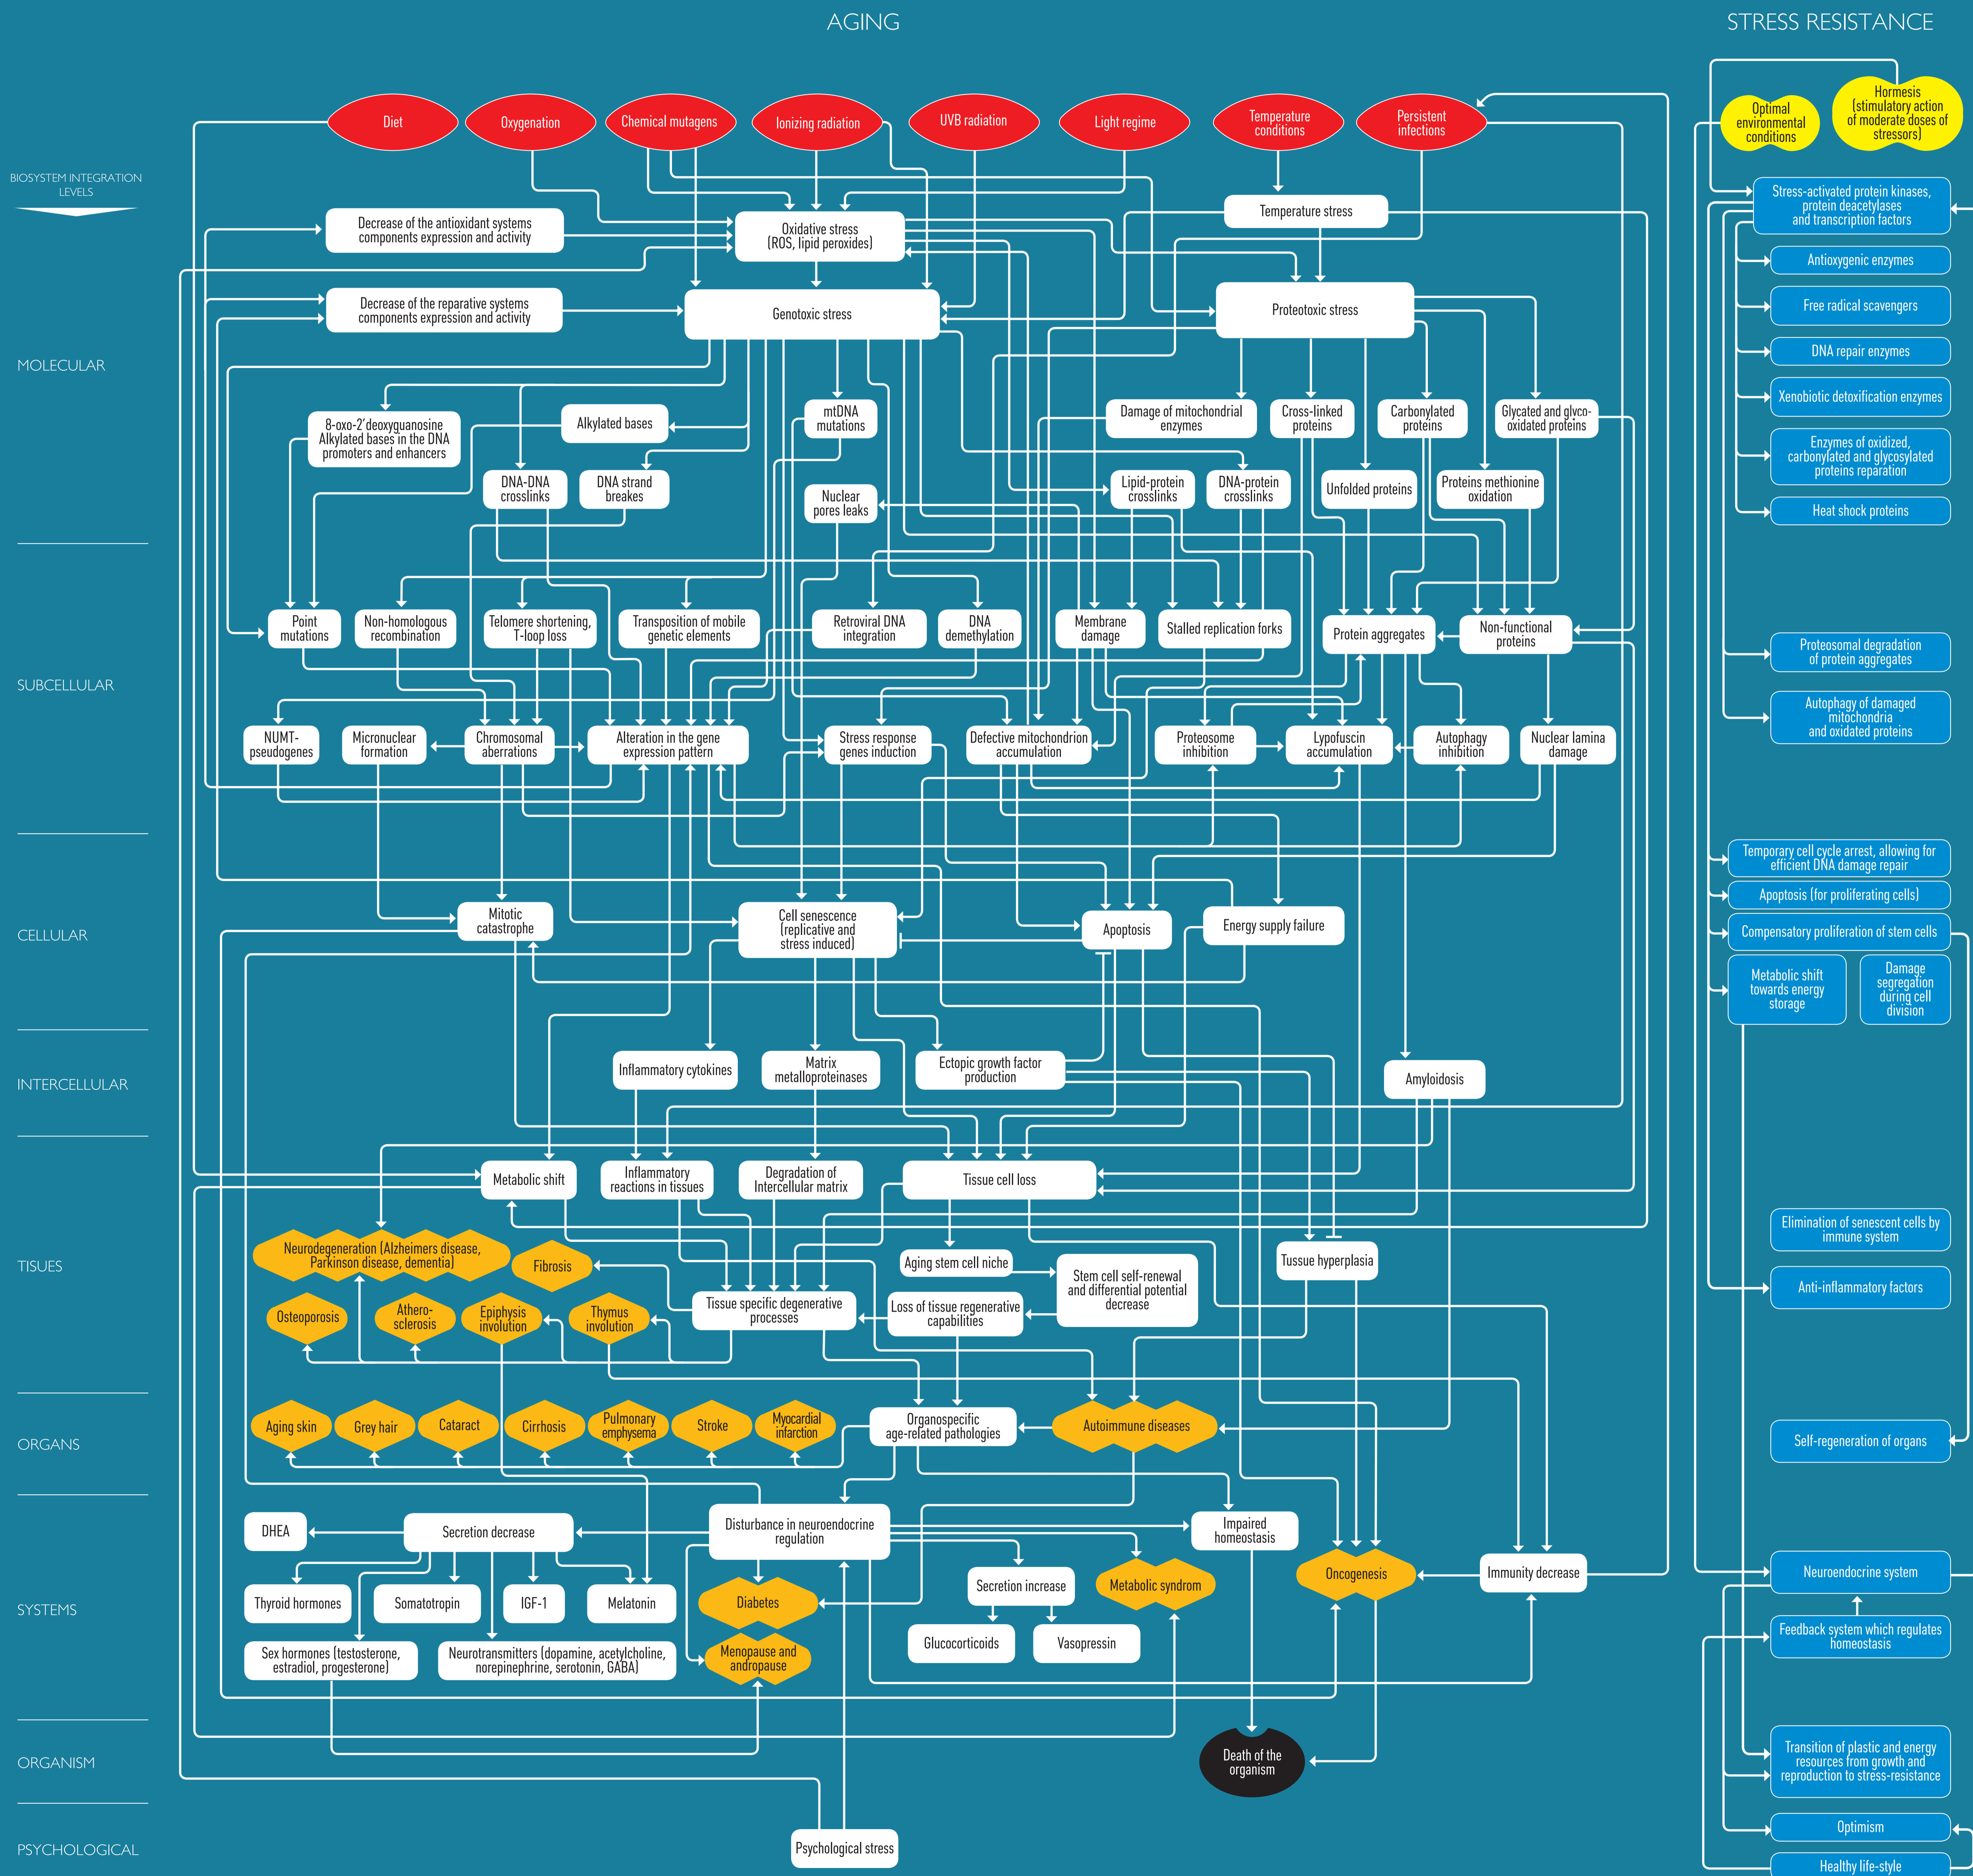 AGING
STRESS RESISTANCE
Diet
Oxygenation
Chemical mutagens
Ionizing radiation
UVB radiation
Light regime
Temperature
conditions
Persistent
infections
Optimal
environmental
conditions
Hormesis
(stimulatory action
of moderate doses of
stressors)
BIOSYSTEM INTEGRATION
LEVELS
Decrease of the antioxidant systems
components expression and activity
Oxidative stress
(ROS, lipid peroxides)
Temperature stress
Stress-activated protein kinases,
protein deacetylases
and transcription factors
Antioxygenic enzymes
Decrease of the reparative systems
components expression and activity
Genotoxic stress
Proteotoxic stress
Free radical scavengers
MOLECULAR
DNA repair enzymes
Xenobiotic detoxification enzymes
8-oxo-2'deoxyguanosine
Alkylated bases in the DNA
promoters and enhancers
Alkylated bases
mtDNA
mutations
Damage of mitochondrial
enzymes
Cross-linked
proteins
Carbonylated
proteins
Glycated and glyco-
oxidated proteins
Enzymes of oxidized,
carbonylated and glycosylated
proteins reparation
DNA-DNA
crosslinks
DNA strand
breakes
Nuclear
pores leaks
Lipid-protein
crosslinks
DNA-protein
crosslinks
Unfolded proteins
Proteins methionine
oxidation
Heat shock proteins
Point
mutations
Non-homologous
recombination
Telomere shortening,
T-loop loss
Transposition of mobile
genetic elements
Retroviral DNA
integration
DNA
demethylation
Membrane
damage
Stalled replication forks
Protein aggregates
Non-functional
proteins
Proteosomal degradation
of protein aggregates
SUBCELLULAR
Autophagy of damaged
mitochondria
and oxidated proteins
NUMT-
pseudogenes
Micronuclear
formation
Chromosomal
aberrations
Alteration in the gene
expression pattern
Stress response
genes induction
Defective mitochondrion
accumulation
Proteosome
inhibition
Lypofuscin
accumulation
Autophagy
inhibition
Nuclear lamina
damage
Temporary cell cycle arrest, allowing for
efficient DNA damage repair
Apoptosis (for proliferating cells)
CELLULAR
Mitotic
catastrophe
Cell senescence
(replicative and
stress induced)
Apoptosis
Energy supply failure
Compensatory proliferation of stem cells
Metabolic shift
towards energy
storage
Damage
segregation
during cell
division
INTERCELLULAR
Inflammatory cytokines
Matrix
metalloproteinases
Ectopic growth factor
production
Amyloidosis
Metabolic shift
Inflammatory
reactions in tissues
Degradation of
Intercellular matrix
Tissue cell loss
Elimination of senescent cells by
immune system
TISUES
Neurodegeneration (Alzheimers disease,
Parkinson disease, dementia)
Fibrosis
Aging stem cell niche
Stem cell self-renewal
and differential potential
decrease
Tussue hyperplasia
Anti-inflammatory factors
Osteoporosis
Athero-
sclerosis
Epiphysis
involution
Thymus
involution
Tissue specific degenerative
processes
Loss of tissue regenerative
capabilities
ORGANS
Aging skin
Grey hair
Cataract
Cirrhosis
Pulmonary
emphysema
Stroke
Myocardial
infarction
Organospecific
age-related pathologies
Autoimmune diseases
Self-regeneration of organs
DHEA
Secretion decrease
Disturbance in neuroendocrine
regulation
Impaired
homeostasis
SYSTEMS
Thyroid hormones
Somatotropin
IGF-1
Melatonin
Diabetes
Secretion increase
Metabolic syndrom
Oncogenesis
Immunity decrease
Neuroendocrine system
Sex hormones (testosterone,
estradiol, progesterone)
Neurotransmitters (dopamine, acetylcholine,
norepinephrine, serotonin, GABA)
Menopause and
andropause
Glucocorticoids
Vasopressin
Feedback system which regulates
homeostasis
ORGANISM
Death of the
organism
Transition of plastic and energy
resources from growth and
reproduction to stress-resistance
PSYCHOLOGICAL
Psychological stress
Optimism
Healthy life-style